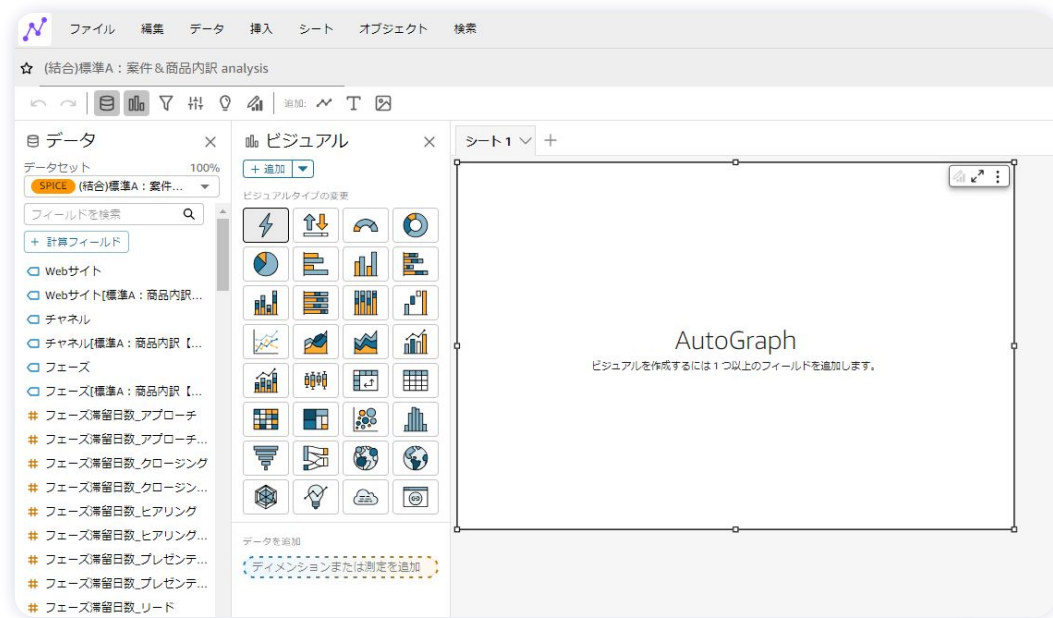 ファイル 編集 データ 挿入 シート オブジェクト 検索
(結合)標準A：案件＆商品内訳 analysis
追加:
データ
データセット 100%
SPICE (結合)標準A：案件...
フィールドを検索
+ 計算フィールド
Webサイト
Webサイト[標準A：商品内訳...
チャネル
チャネル[標準A：商品内訳【...
フェーズ
フェーズ[標準A：商品内訳【...
フェーズ滞留日数_アプローチ
フェーズ滞留日数_アプローチ...
フェーズ滞留日数_クロージング
フェーズ滞留日数_クロージン...
フェーズ滞留日数_ヒアリング
フェーズ滞留日数_ヒアリング...
フェーズ滞留日数_プレゼンテ...
フェーズ滞留日数_プレゼンテ...
フェーズ滞留日数_リード
ビジュアル
+ 追加
ビジュアルタイプの変更
データを追加
ディメンションまたは測定を追加
シート 1
AutoGraph
ビジュアルを作成するには 1 つ以上のフィールドを追加します。